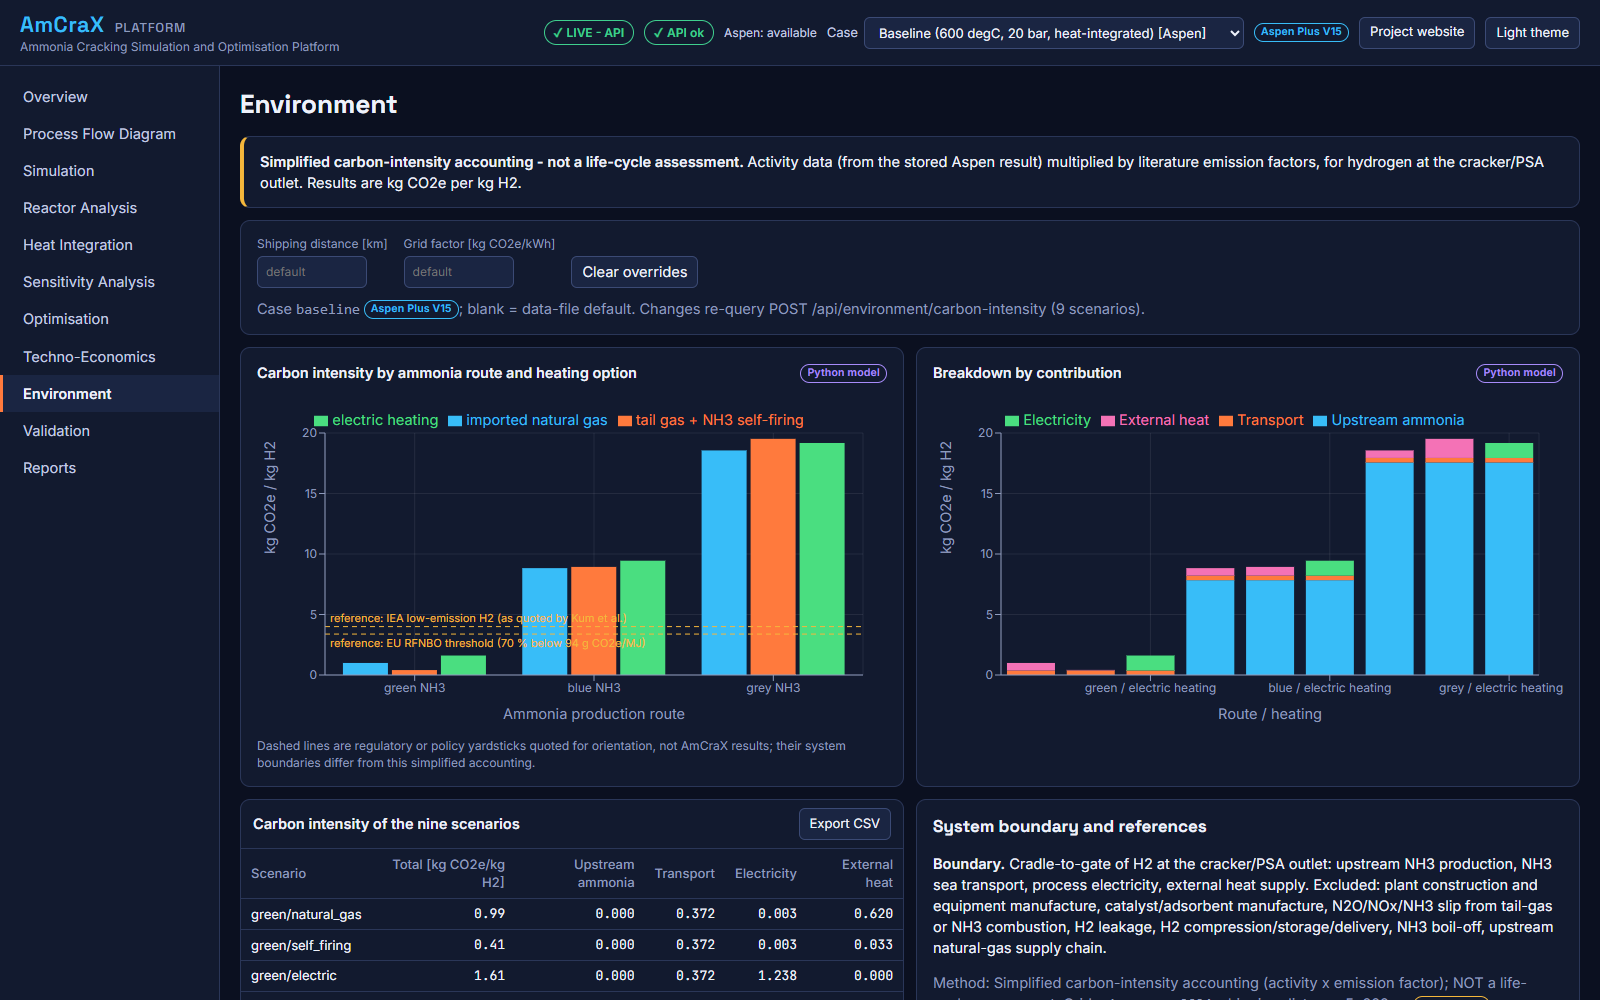 AmCraX PLATFORM
Ammonia Cracking Simulation and Optimisation Platform
✓ LIVE - API
✓ API ok
Aspen: available
Case
Baseline (600 degC, 20 bar, heat-integrated) [Aspen]
Aspen Plus V15
Project website
Light theme
Overview
Process Flow Diagram
Simulation
Reactor Analysis
Heat Integration
Sensitivity Analysis
Optimisation
Techno-Economics
Environment
Validation
Reports
Environment
Simplified carbon-intensity accounting - not a life-cycle assessment. Activity data (from the stored Aspen result) multiplied by literature emission factors, for hydrogen at the cracker/PSA
outlet. Results are kg CO2e per kg H2.
Shipping distance [km]
Grid factor [kg CO2e/kWh]
default
default
Clear overrides
Case baseline Aspen Plus V15; blank = data-file default. Changes re-query POST /api/environment/carbon-intensity (9 scenarios).
Carbon intensity by ammonia route and heating option
Python model
electric heating
imported natural gas
tail gas + NH3 self-firing
kg CO2e / kg H2
20
15
10
5
0
reference: IEA low-emission H2 (as quoted by Kum et al.)
reference: EU RFNBO threshold (70 % below 94 g CO2e/MJ)
green NH3
blue NH3
grey NH3
Ammonia production route
Dashed lines are regulatory or policy yardsticks quoted for orientation, not AmCraX results; their system
boundaries differ from this simplified accounting.
Breakdown by contribution
Python model
Electricity
External heat
Transport
Upstream ammonia
kg CO2e / kg H2
20
15
10
5
0
green / electric heating
blue / electric heating
grey / electric heating
Route / heating
Carbon intensity of the nine scenarios
Export CSV
Scenario
Total [kg CO2e/kg
H2]
Upstream
ammonia
Transport
Electricity
External
heat
green/natural_gas 0.99 0.000 0.372 0.003 0.620
green/self_firing 0.41 0.000 0.372 0.003 0.033
green/electric 1.61 0.000 0.372 1.238 0.000
System boundary and references
Boundary. Cradle-to-gate of H2 at the cracker/PSA outlet: upstream NH3 production, NH3
sea transport, process electricity, external heat supply. Excluded: plant construction and
equipment manufacture, catalyst/adsorbent manufacture, N2O/NOx/NH3 slip from tail-gas
or NH3 combustion, H2 leakage, H2 compression/storage/delivery, NH3 boil-off, upstream
natural-gas supply chain.
Method: Simplified carbon-intensity accounting (activity x emission factor); NOT a life-